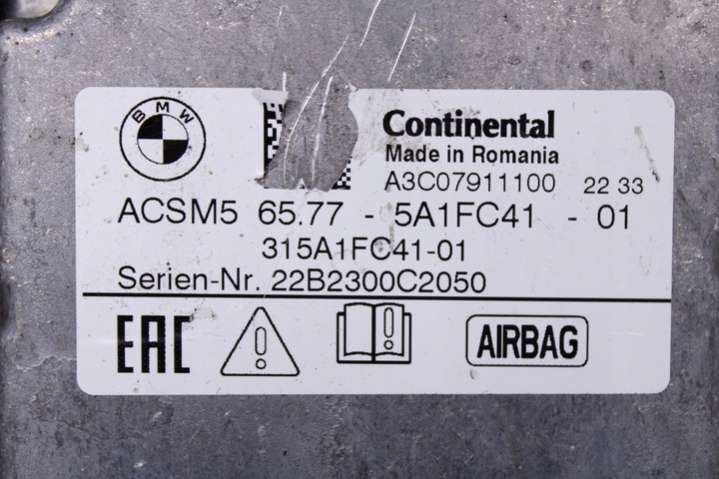 BMW
Continental
Made in Romania
A3C07911100 22 33
ACSM5 65.77 - 5A1FC41 - 01
315A1FC41-01
Serien-Nr. 22B2300C2050
EAC
AIRBAG